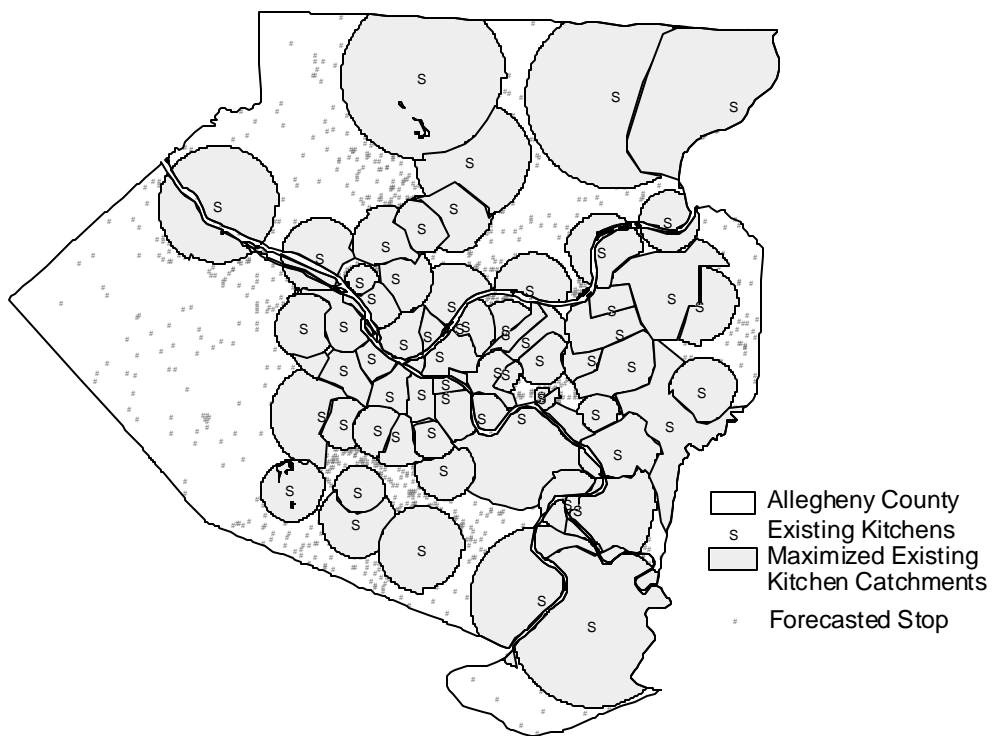 Allegheny County
S Existing Kitchens
Maximized Existing
Kitchen Catchments
# Forecasted Stop